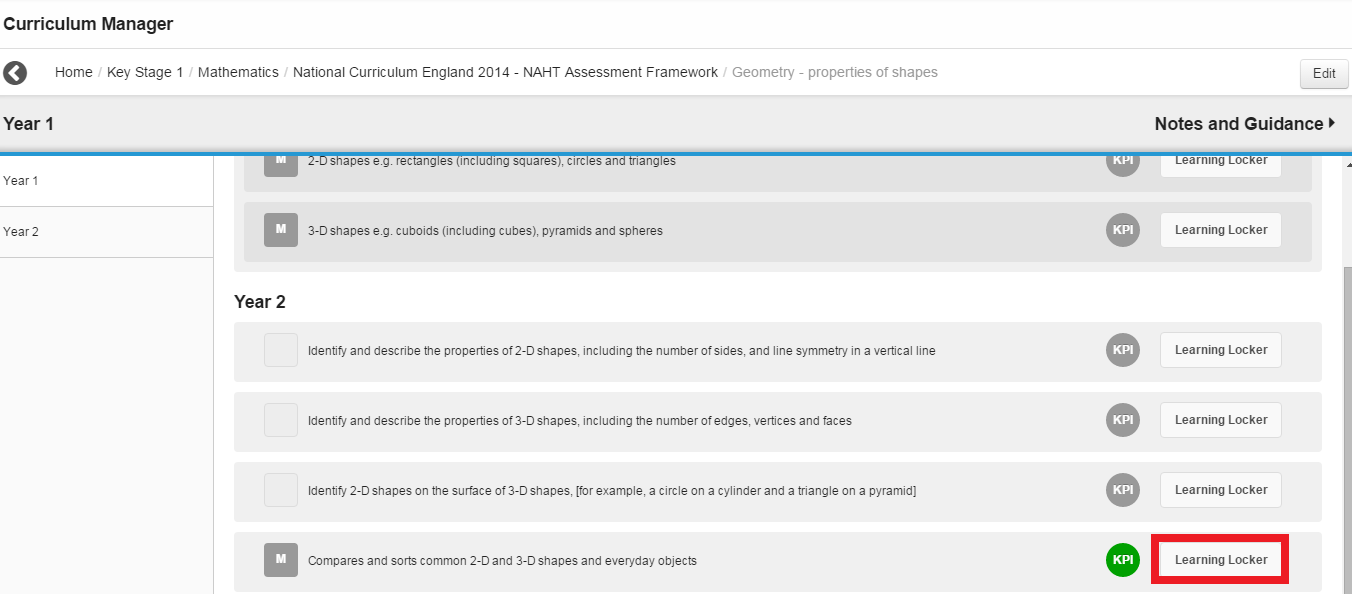 Curriculum Manager
Home / Key Stage 1 / Mathematics / National Curriculum England 2014 - NAHT Assessment Framework / Geometry - properties of shapes
Edit
Year 1
Notes and Guidance
Year 1
Year 2
M 2-D shapes e.g. rectangles (including squares), circles and triangles KPI Learning Locker
M 3-D shapes e.g. cuboids (including cubes), pyramids and spheres KPI Learning Locker
Year 2
Identify and describe the properties of 2-D shapes, including the number of sides, and line symmetry in a vertical line KPI Learning Locker
Identify and describe the properties of 3-D shapes, including the number of edges, vertices and faces KPI Learning Locker
Identify 2-D shapes on the surface of 3-D shapes, [for example, a circle on a cylinder and a triangle on a pyramid] KPI Learning Locker
M Compares and sorts common 2-D and 3-D shapes and everyday objects KPI Learning Locker